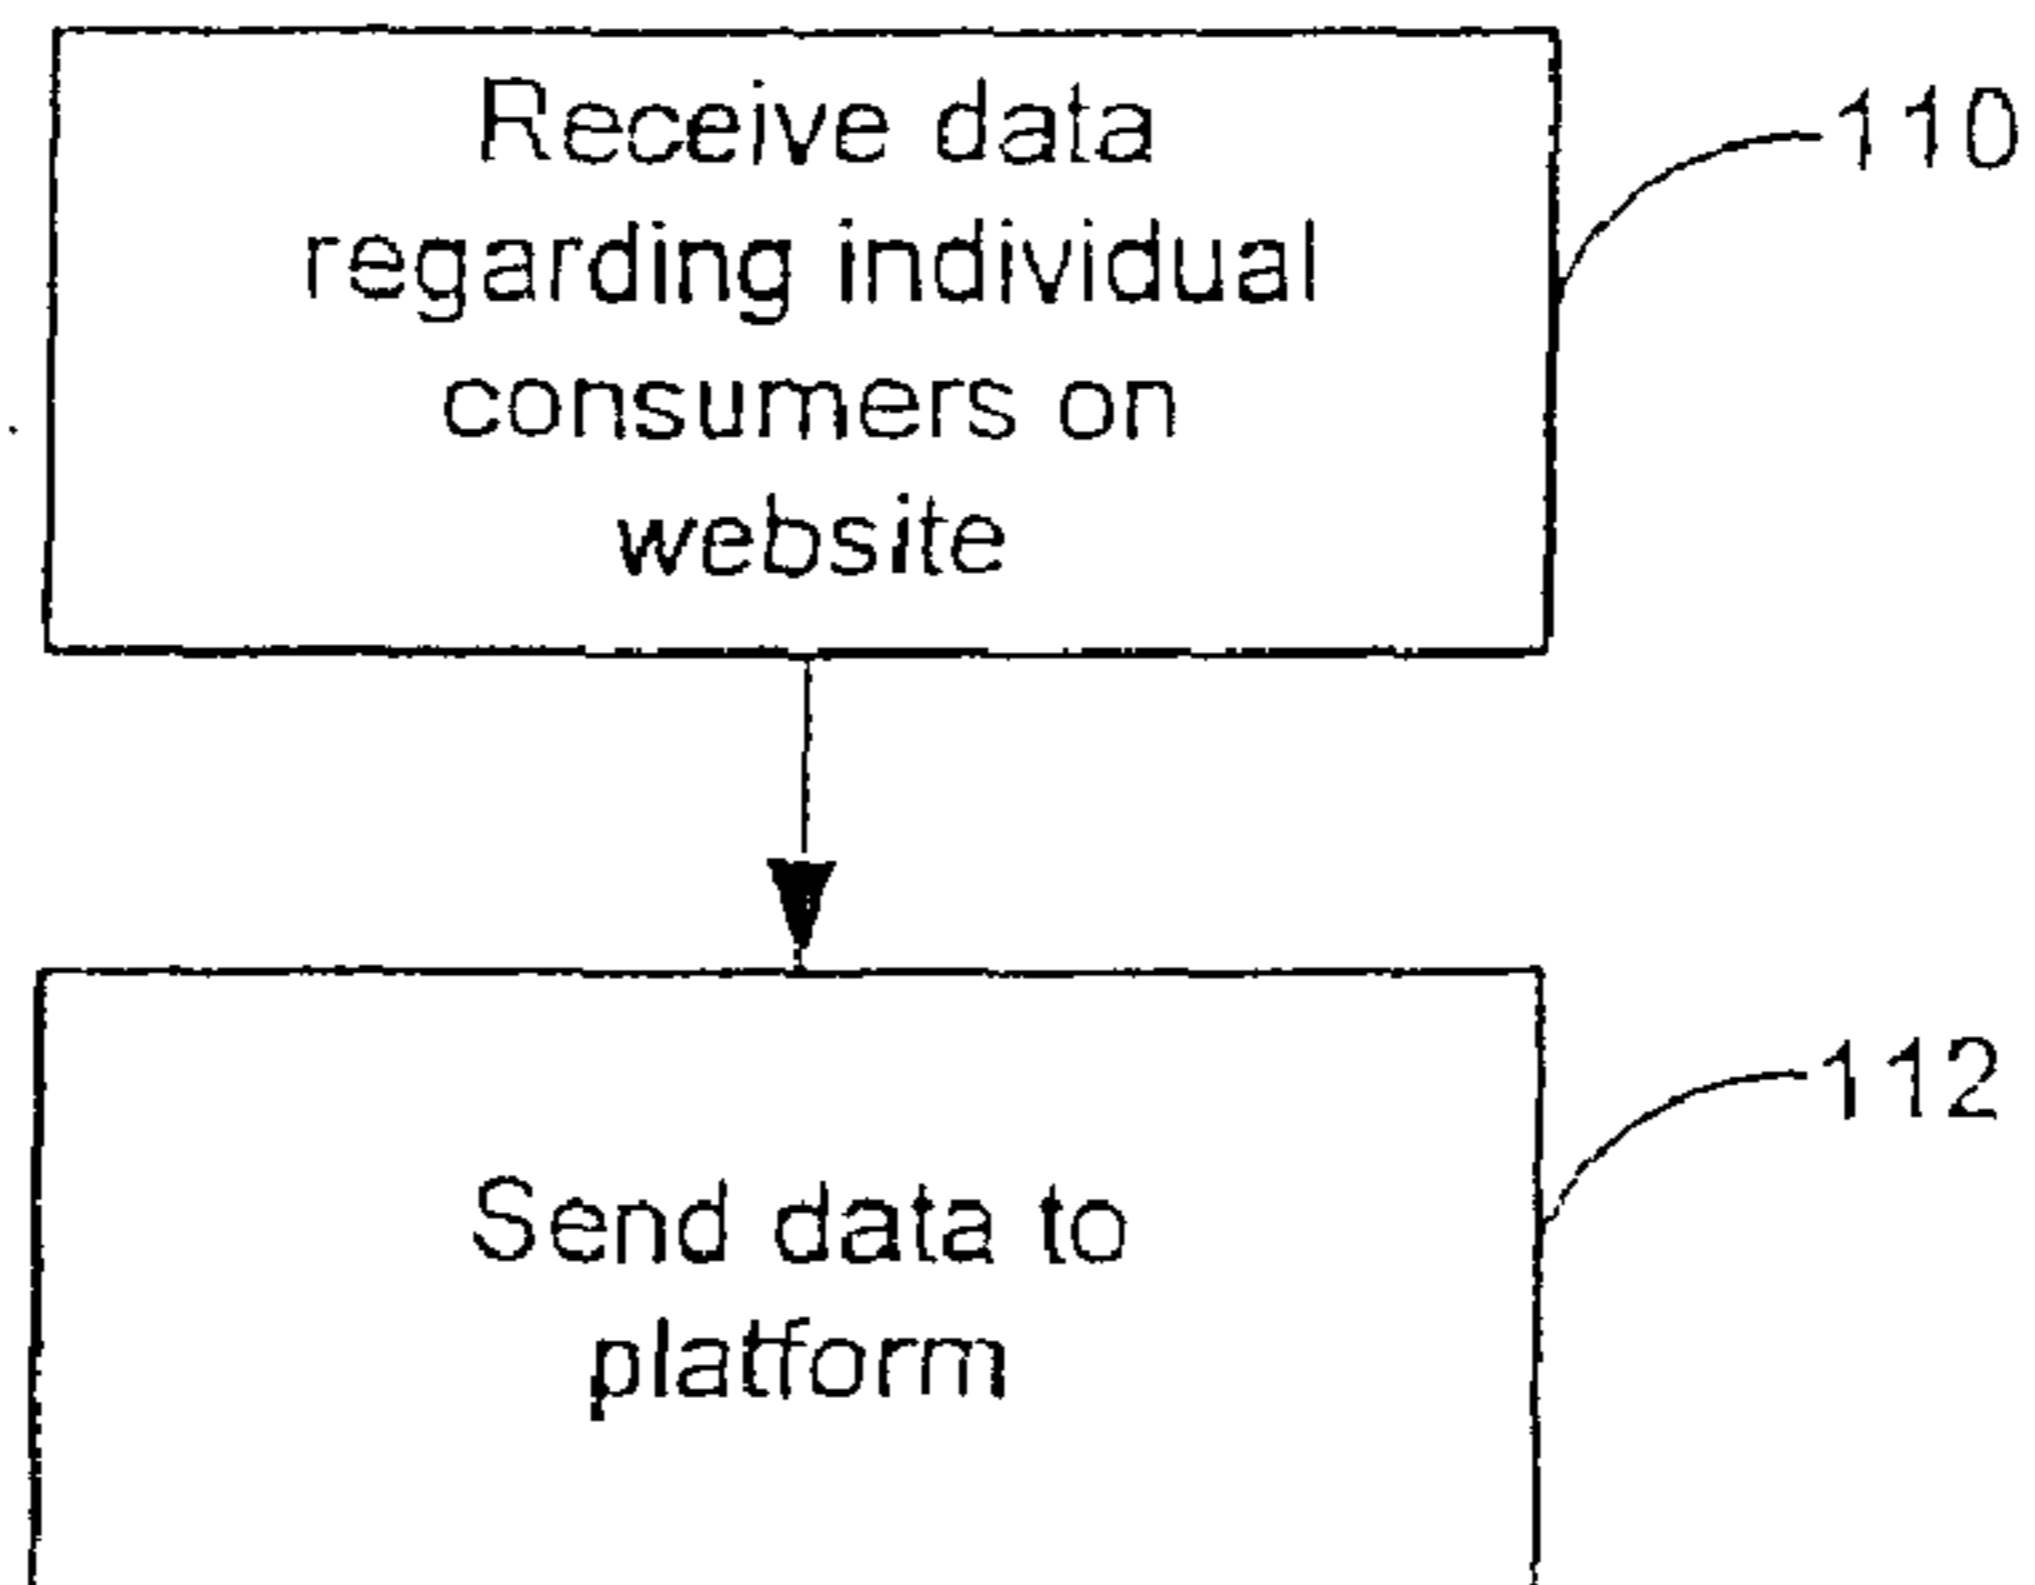 Receive data
110
regarding individual
consumers on
website
112
Send data to
platform